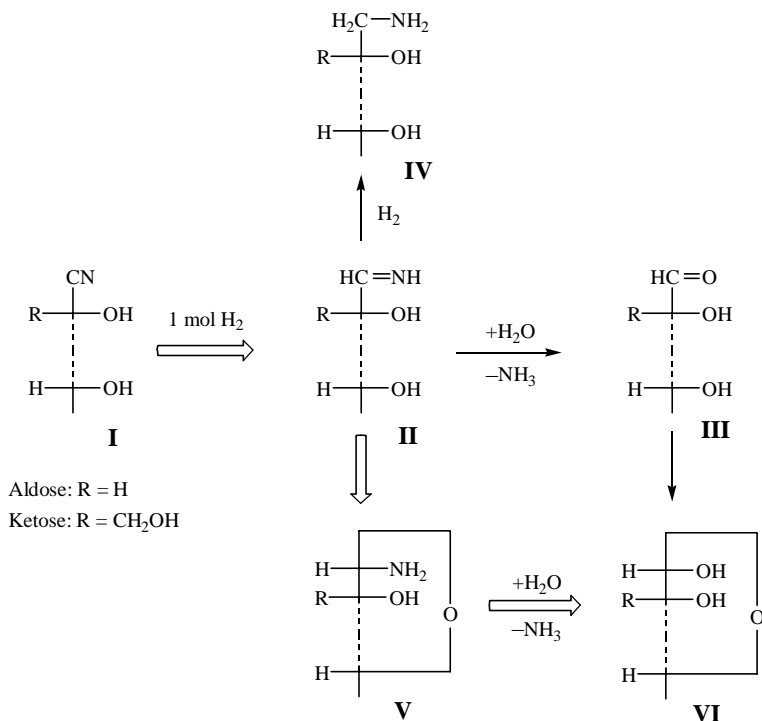 H₂C—NH₂
R OH
H OH
IV
H₂
CN
R OH
H OH
I
1 mol H₂
HC=NH
R OH
H OH
II
+H₂O
–NH₃
HC=O
R OH
H OH
III
Aldose: R = H
Ketose: R = CH₂OH
H NH₂
R OH
O
H
V
+H₂O
–NH₃
H OH
R OH
O
H
VI